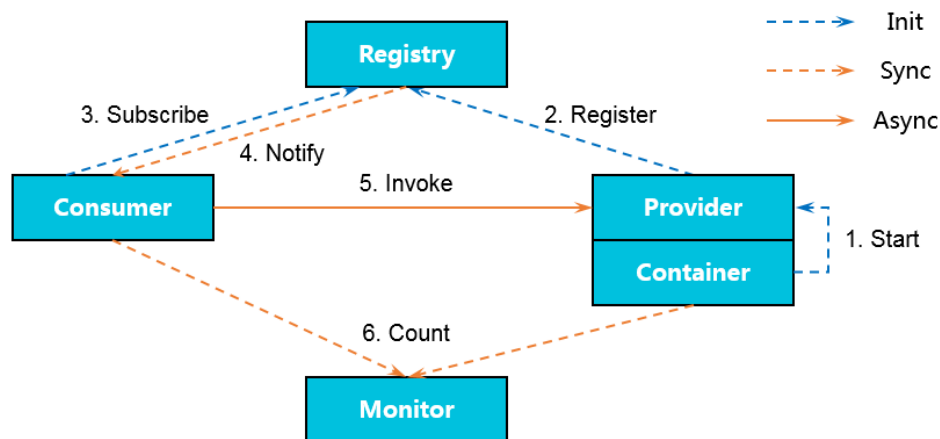 Registry
Init
Sync
Async
3. Subscribe
2. Register
4. Notify
Consumer
5. Invoke
Provider
1. Start
Container
6. Count
Monitor